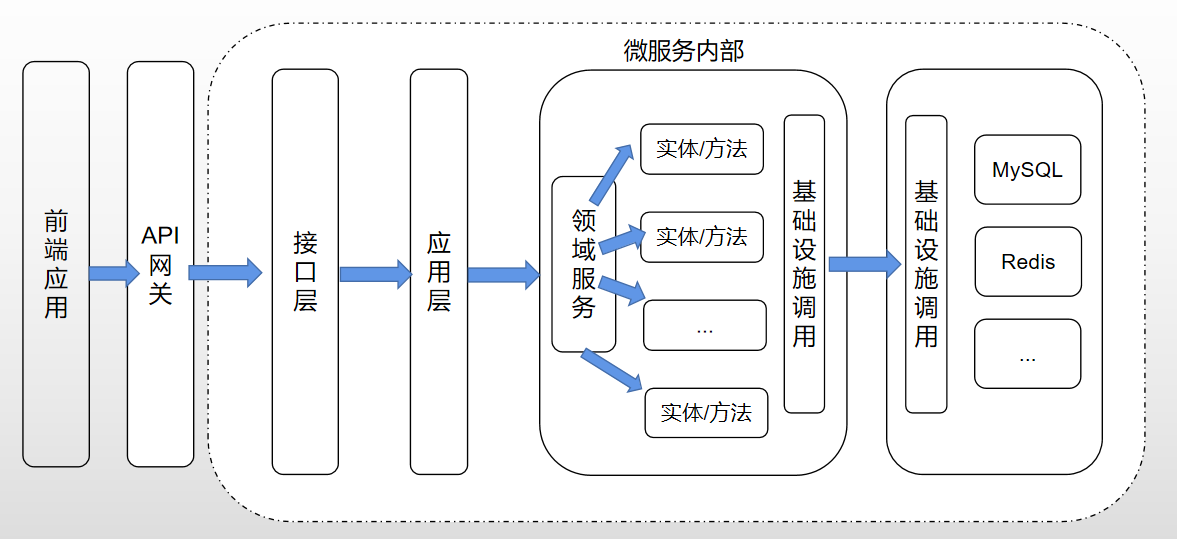 微服务内部
前端应用
API
网关
接口层
应用层
领域服务
实体/方法
实体/方法
...
实体/方法
基础设施调用
基础设施调用
MySQL
Redis
...